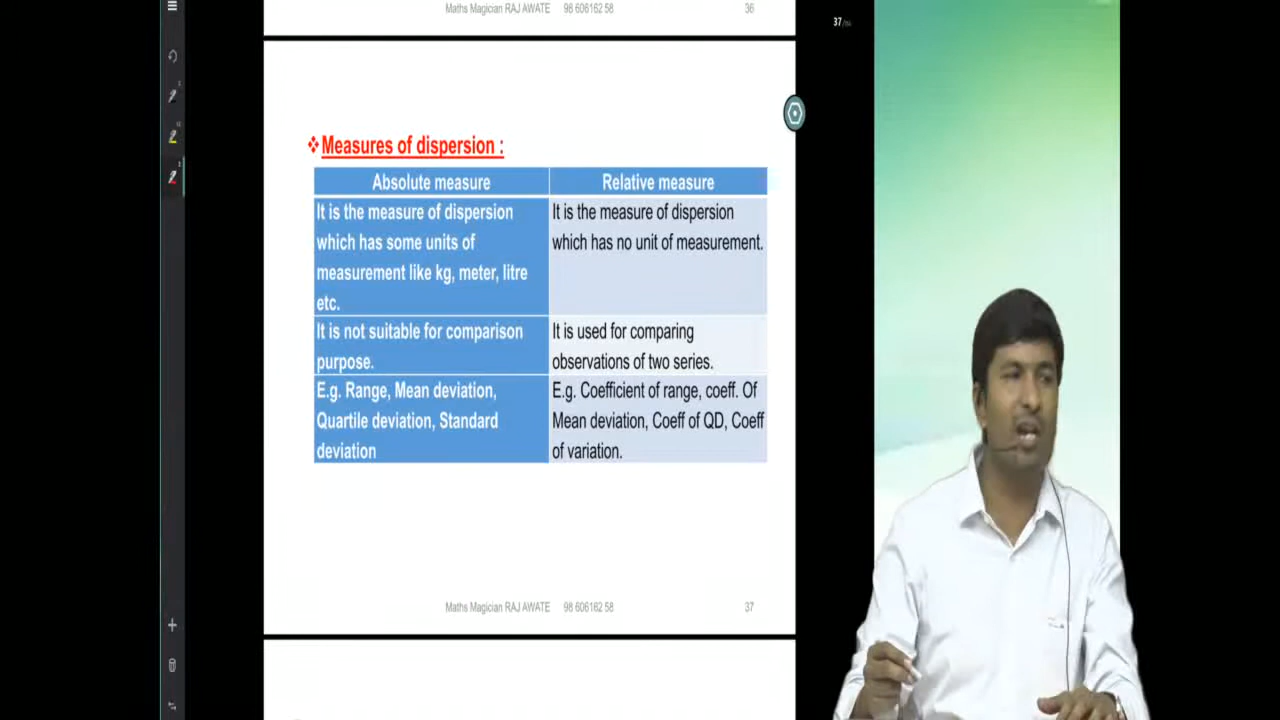 Maths Magician RAJ AWATE 98 606162 58 36
37
❖Measures of dispersion :
Absolute measure
Relative measure
It is the measure of dispersion
which has some units of
measurement like kg, meter, litre
etc.
It is the measure of dispersion
which has no unit of measurement.
It is not suitable for comparison
purpose.
It is used for comparing
observations of two series.
E.g. Range, Mean deviation,
Quartile deviation, Standard
deviation
E.g. Coefficient of range, coeff. Of
Mean deviation, Coeff of QD, Coeff
of variation.
Maths Magician RAJ AWATE 98 606162 58 37